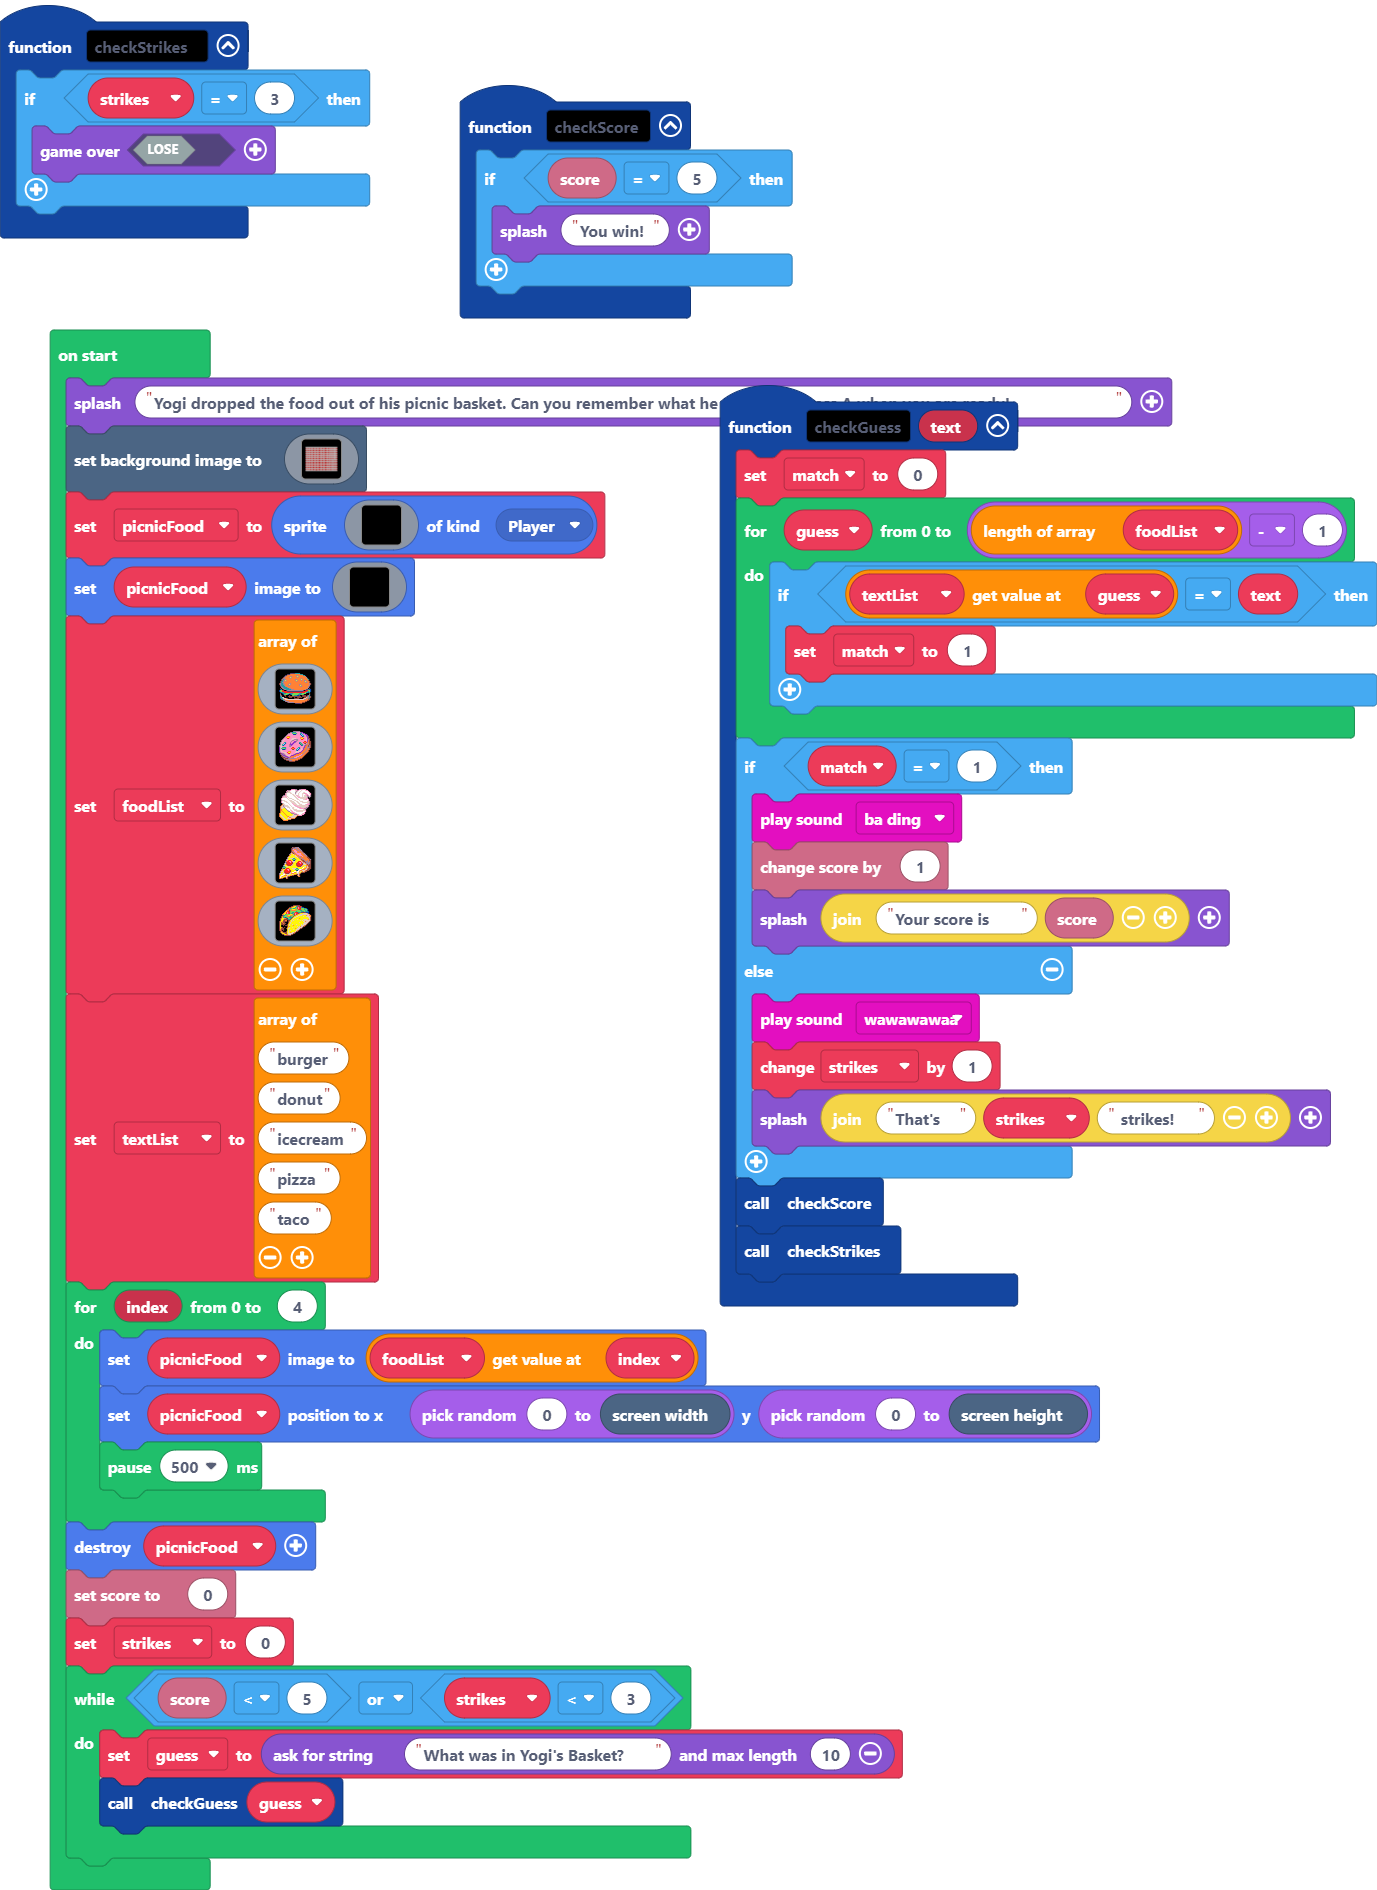 function checkStrikes
if strikes = 3 then
game over LOSE
function checkScore
if score = 5 then
splash "You win!"
on start
splash "Yogi dropped the food out of his picnic basket. Can you remember what he
set background image to
set picnicFood to sprite of kind Player
set picnicFood image to
set foodList to array of
set textList to array of
"burger"
"donut"
"icecream"
"pizza"
"taco"
for index from 0 to 4
do set picnicFood image to foodList get value at index
set picnicFood position to x pick random 0 to screen width y pick random 0 to screen height
pause 500 ms
destroy picnicFood
set score to 0
set strikes to 0
while score < 5 or strikes < 3
do set guess to ask for string "What was in Yogi's Basket?" and max length 10
call checkGuess guess
function checkGuess text
set match to 0
for guess from 0 to length of array foodList - 1
do if textList get value at guess = text then
set match to 1
if match = 1 then
play sound ba ding
change score by 1
splash join "Your score is " score
else
play sound wawawawaa
change strikes by 1
splash join "That's " strikes " strikes! "
call checkScore
call checkStrikes